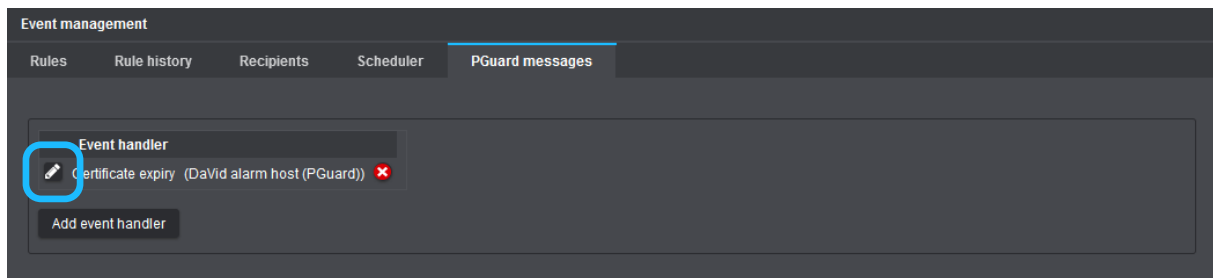 Event management
Rules Rule history Recipients Scheduler PGuard messages
Event handler
Certificate expiry (DaVid alarm host (PGuard))
Add event handler